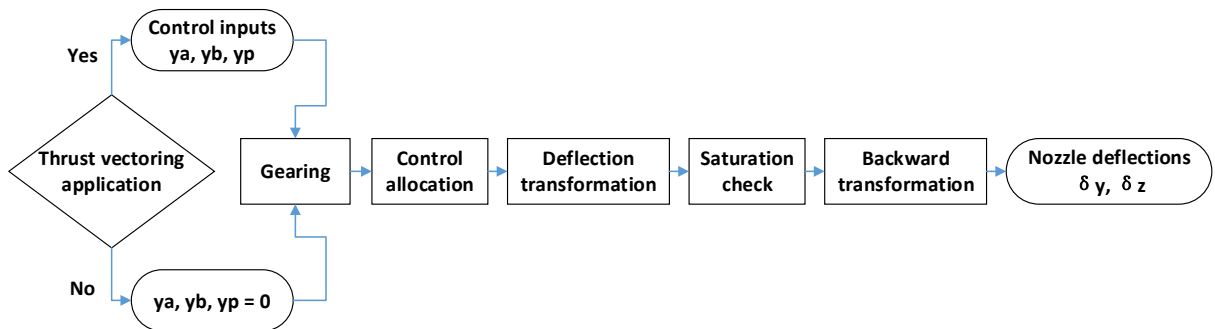 Yes
Control inputs
ya, yb, yp
Thrust vectoring
application
Gearing
Control
allocation
Deflection
transformation
Saturation
check
Backward
transformation
Nozzle deflections
δ y, δ z
No
ya, yb, yp = 0